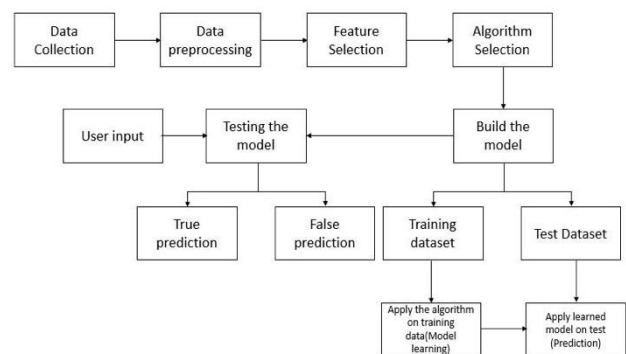 Data
Collection
Data
preprocessing
Feature
Selection
Algorithm
Selection
User input
Testing the
model
Build the
model
True
prediction
False
prediction
Training
dataset
Test Dataset
Apply the algorithm
on training
data(Model
learning)
Apply learned
model on test
(Prediction)